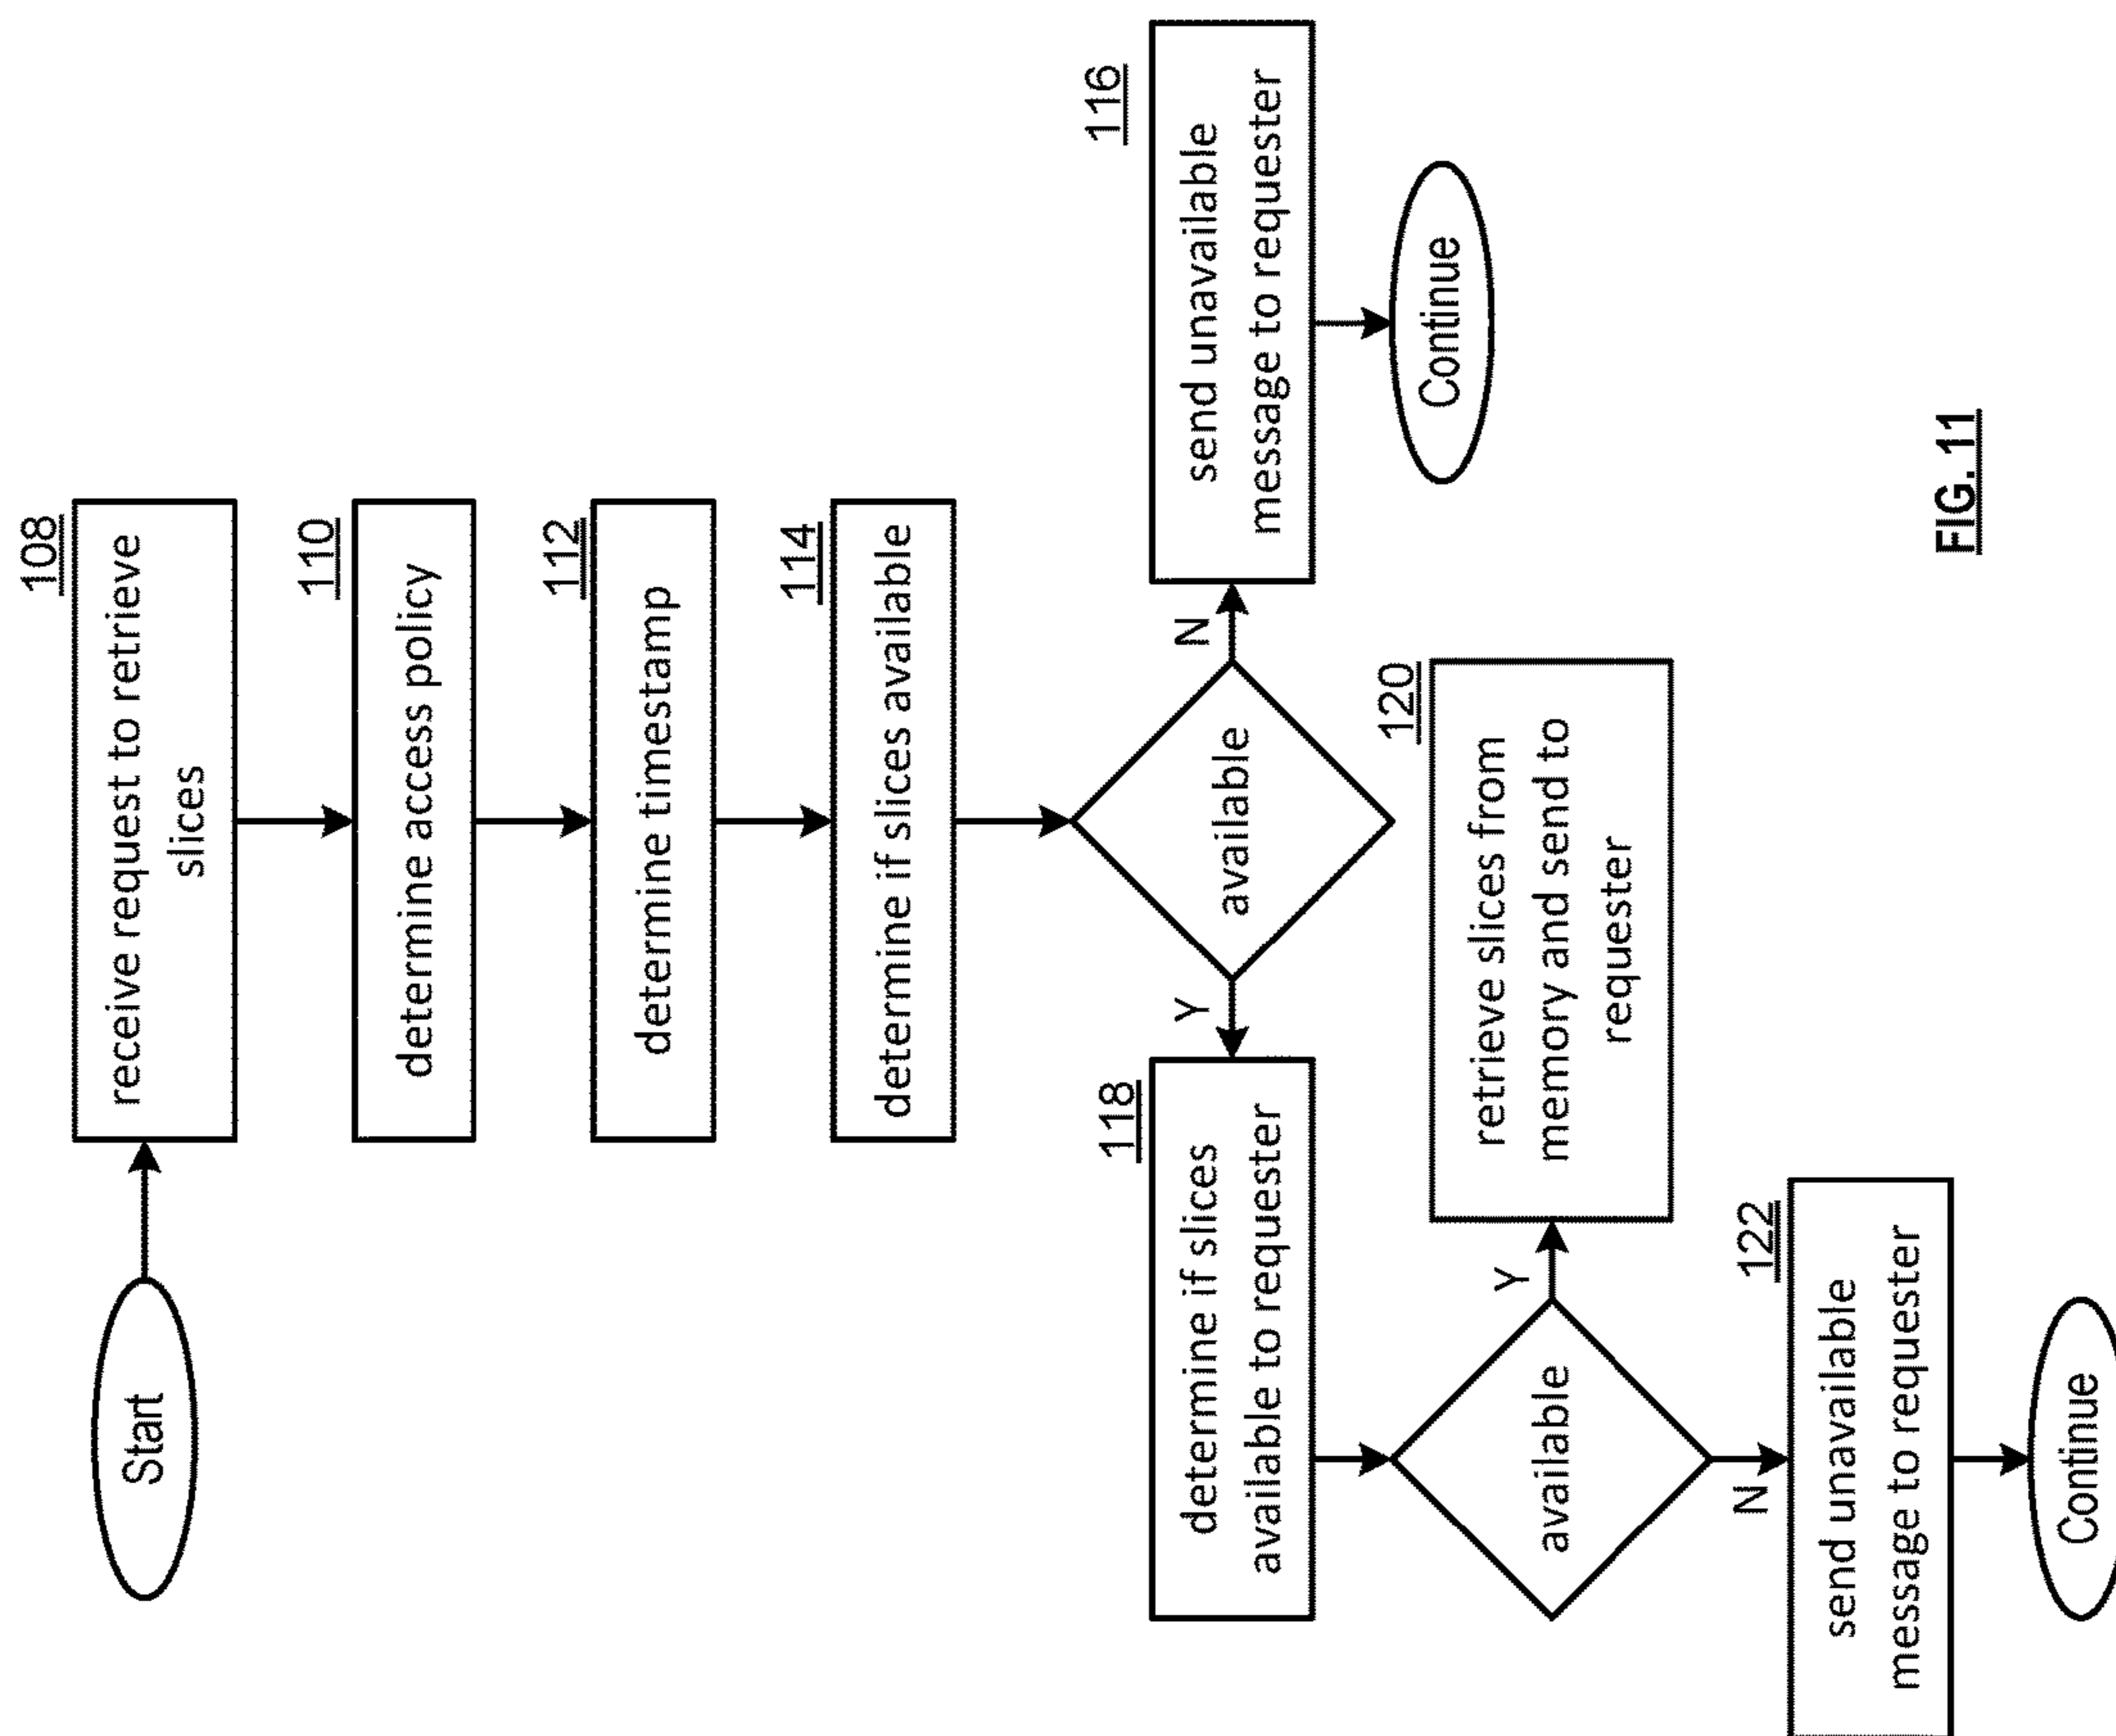 Start
108
receive request to retrieve
slices
110
determine access policy
112
determine timestamp
114
determine if slices available
available
N
116
send unavailable
message to requester
Continue
Y
118
determine if slices
available to requester
available
Y
120
retrieve slices from
memory and send to
requester
N
122
send unavailable
message to requester
Continue
FIG. 11